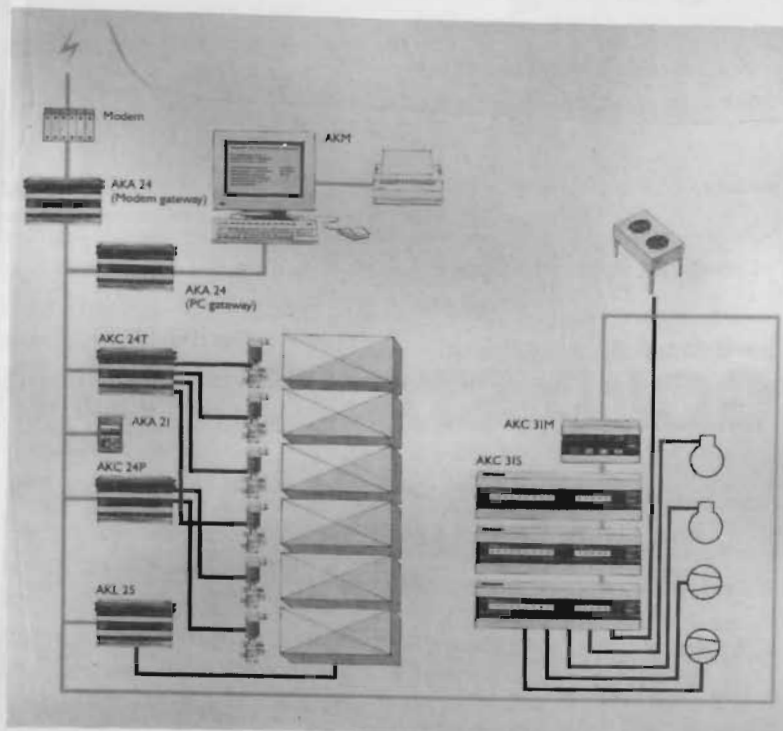 Modem
AKM
AKA 24
(Modem gateway)
AKA 24
(PC gateway)
AKC 24T
AKA 21
AKC 24P
AKL 25
AKC 31M
AKC 31S